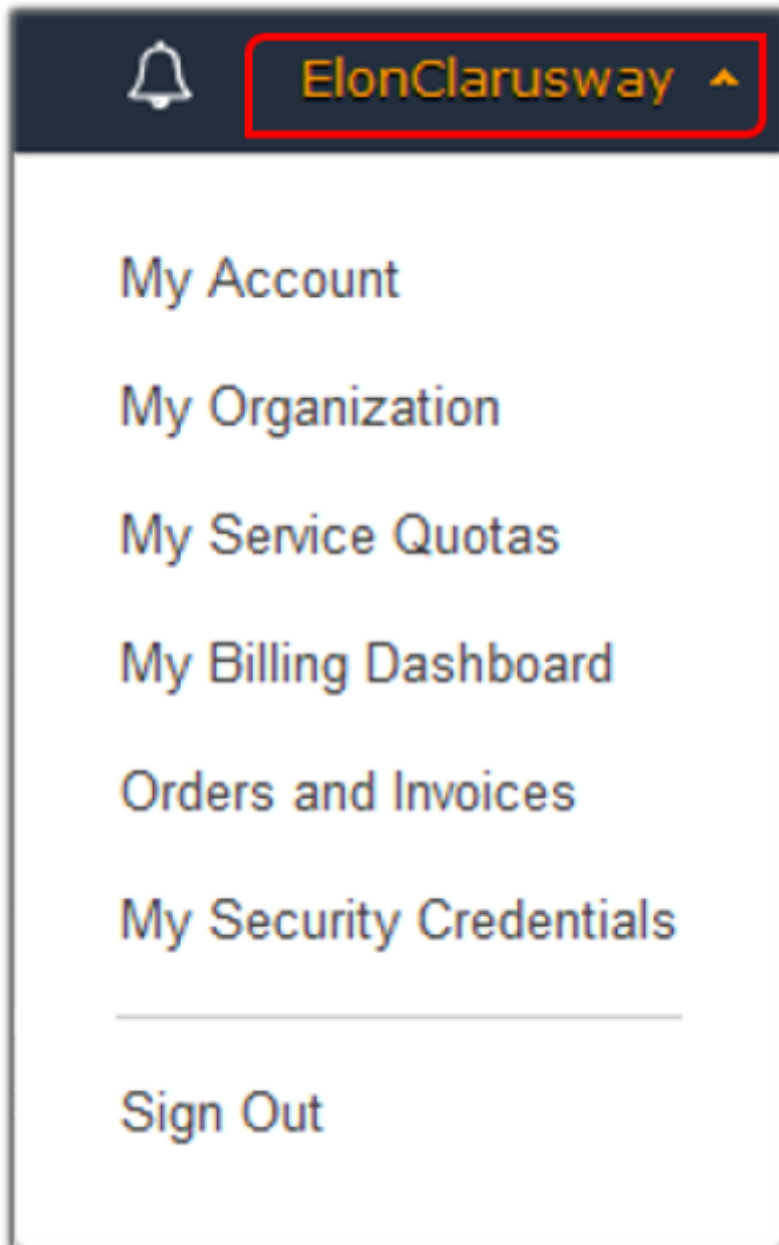 ElonClarusway
My Account
My Organization
My Service Quotas
My Billing Dashboard
Orders and Invoices
My Security Credentials
Sign Out